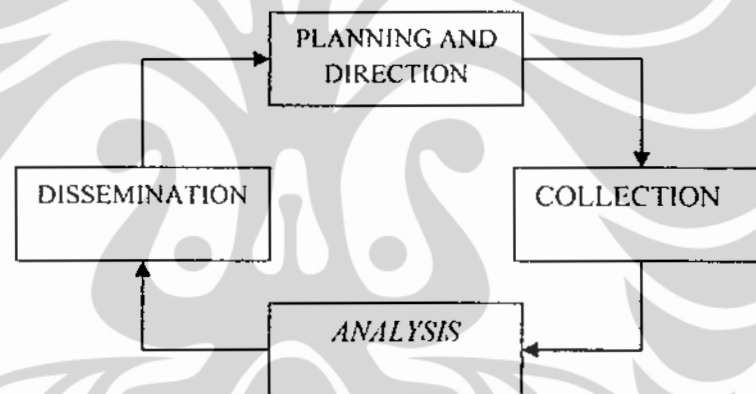 PLANNING AND
DIRECTION
DISSEMINATION
COLLECTION
ANALYSIS